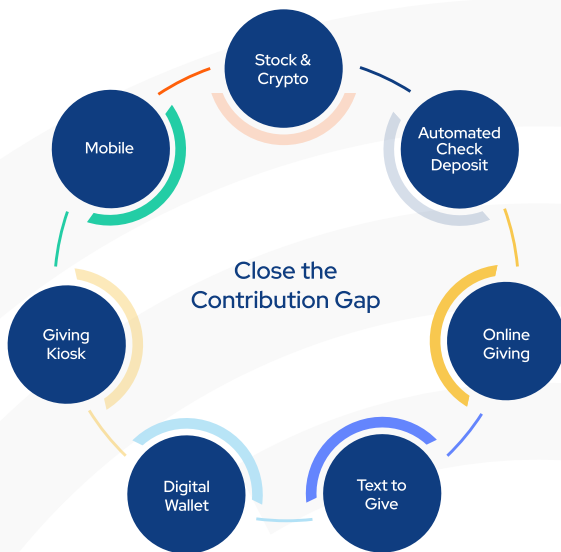 Stock &
Crypto
Automated
Check
Deposit
Mobile
Close the
Contribution Gap
Giving
Kiosk
Online
Giving
Digital
Wallet
Text to
Give